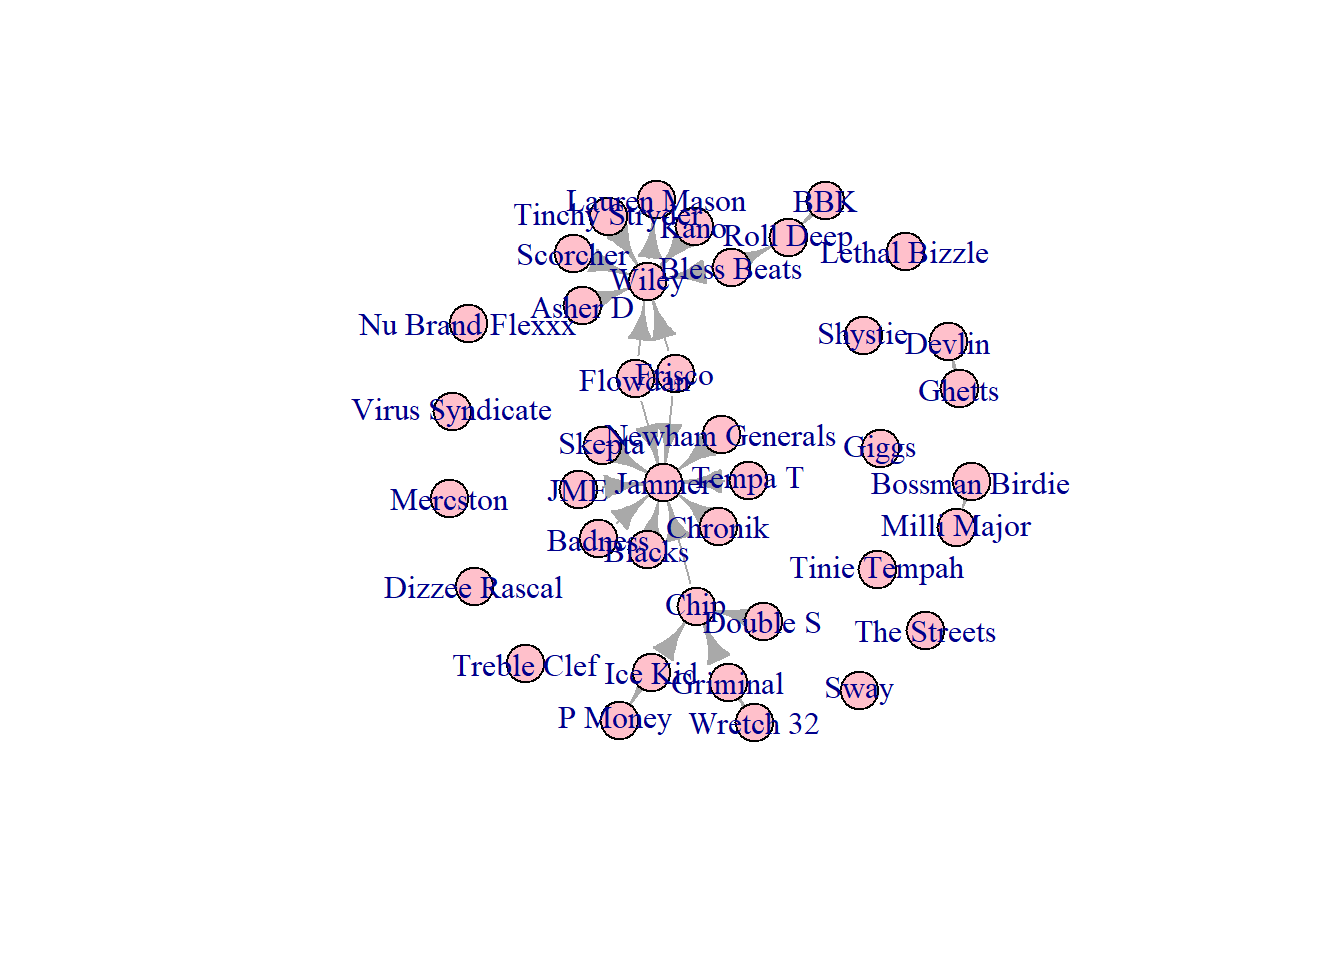 Lauren Mason
BBK
Tinchy Stryder
Kano
Roll Deep
Scorcher
Lethal Bizzle
Bless Beats
Wiley
Asher D
Nu Brand Flexxx
Shystie
Devlin
Flowdan
Frisco
Ghetts
Virus Syndicate
Newham Generals
Skepta
Giggs
Tempa T
Jammer
JME
Bossman Birdie
Mercston
Chronik
Milli Major
Badness
Blacks
Tinie Tempah
Dizzee Rascal
Chip
Double S
The Streets
Treble Clef
Ice Kid
Griminal
Sway
P Money
Wretch 32